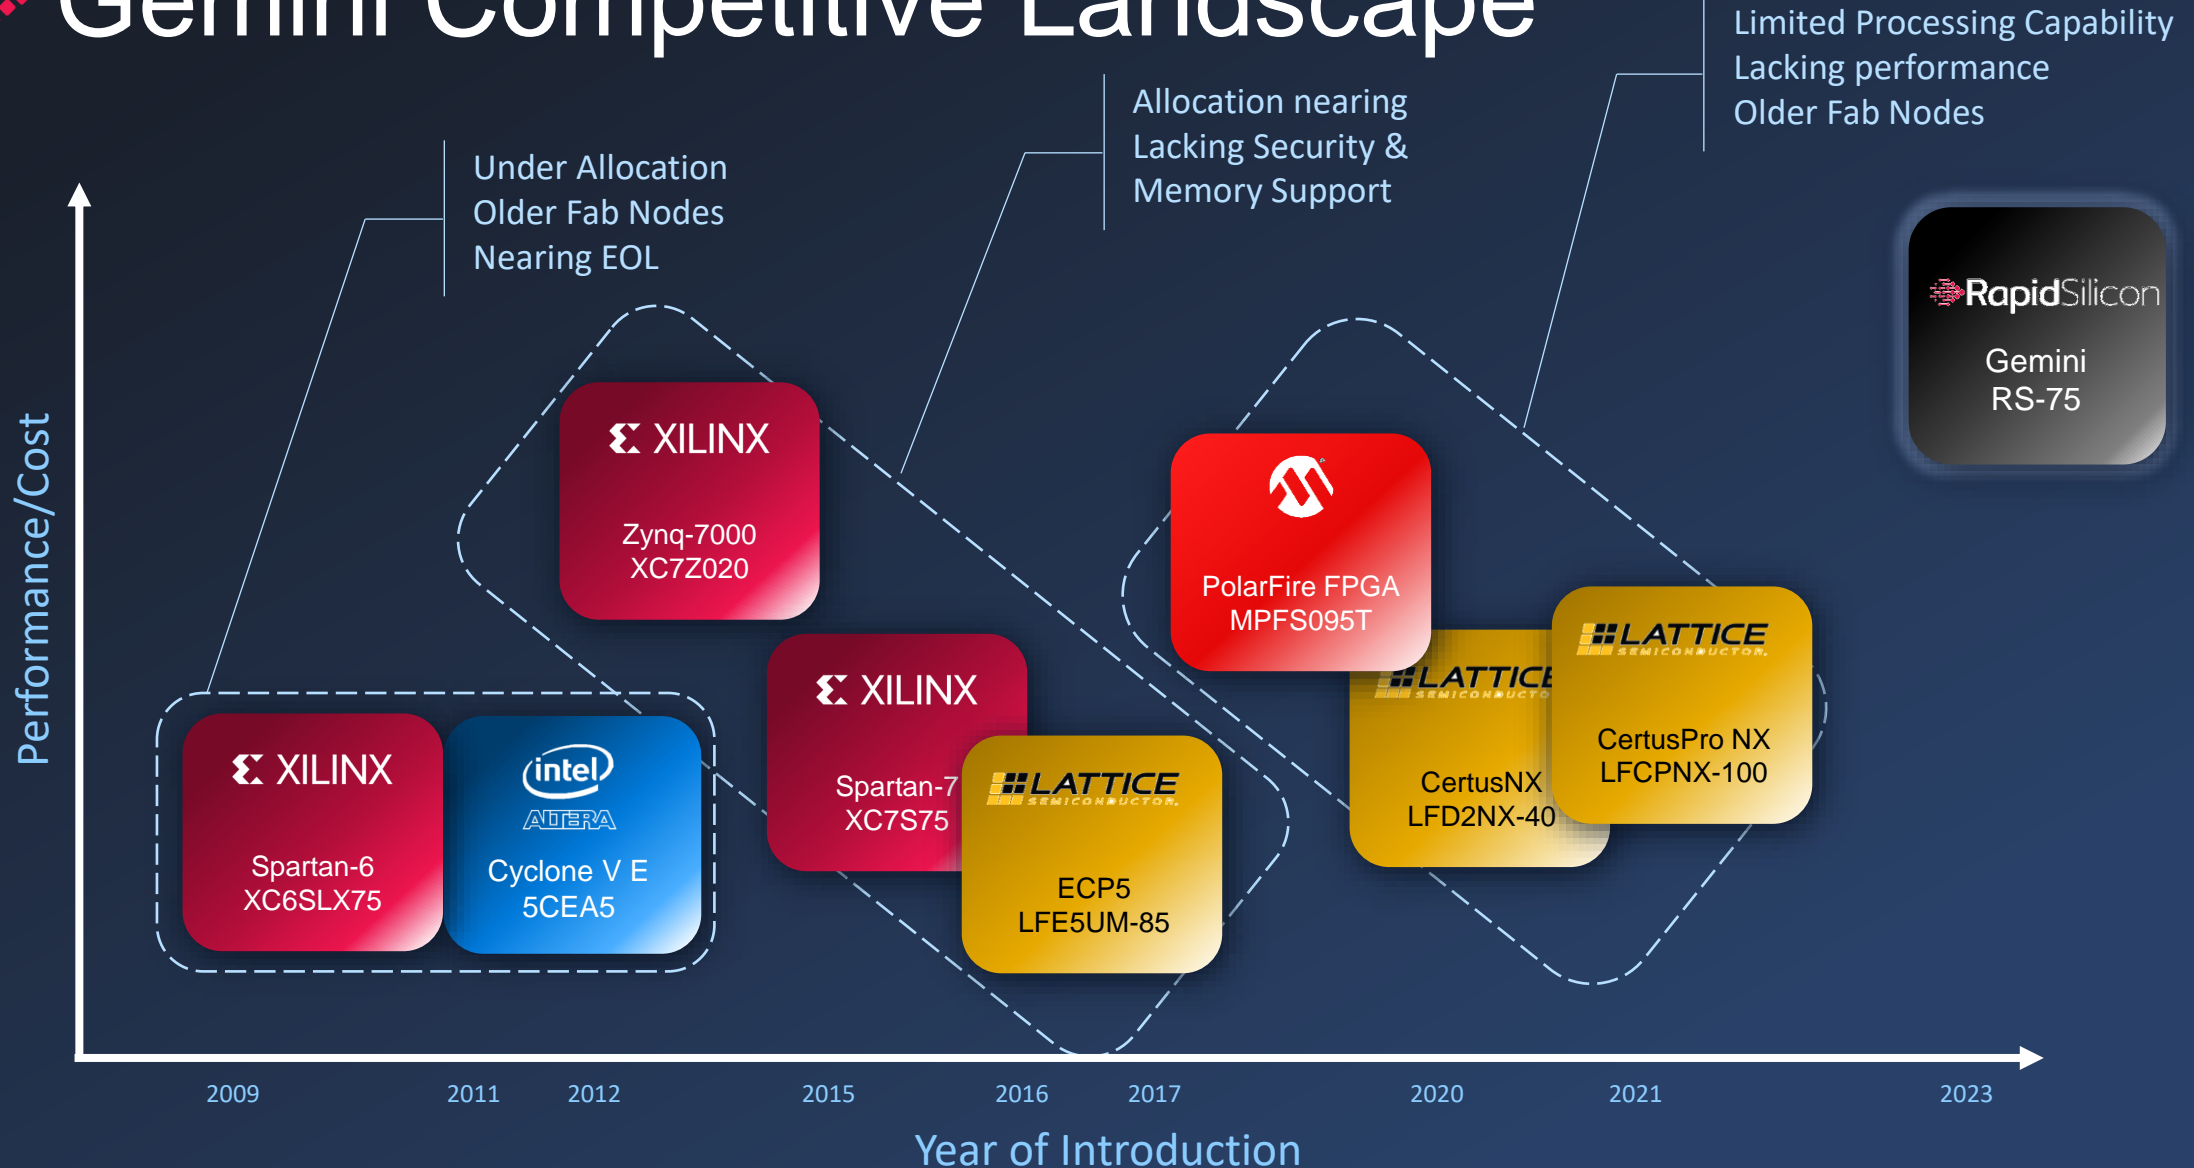 Gemini Competitive Landscape
Limited Processing Capability
Lacking performance
Older Fab Nodes
Allocation nearing
Lacking Security &
Memory Support
Under Allocation
Older Fab Nodes
Nearing EOL
RapidSilicon
Gemini
RS-75
XILINX
Zynq-7000
XC7Z020
PolarFire FPGA
MPFS095T
LATTICE
SEMICONDUCTOR.
CertusPro NX
LFCPNX-100
LATTICE
SEMICONDUCTO
CertusNX
LFD2NX-40
XILINX
Spartan-7
XC7S75
LATTICE
SEMICONDUCTOR.
ECP5
LFE5UM-85
XILINX
Spartan-6
XC6SLX75
intel
ALTERA
Cyclone V E
5CEA5
Performance/Cost
2009
2011
2012
2015
2016
2017
2020
2021
2023
Year of Introduction